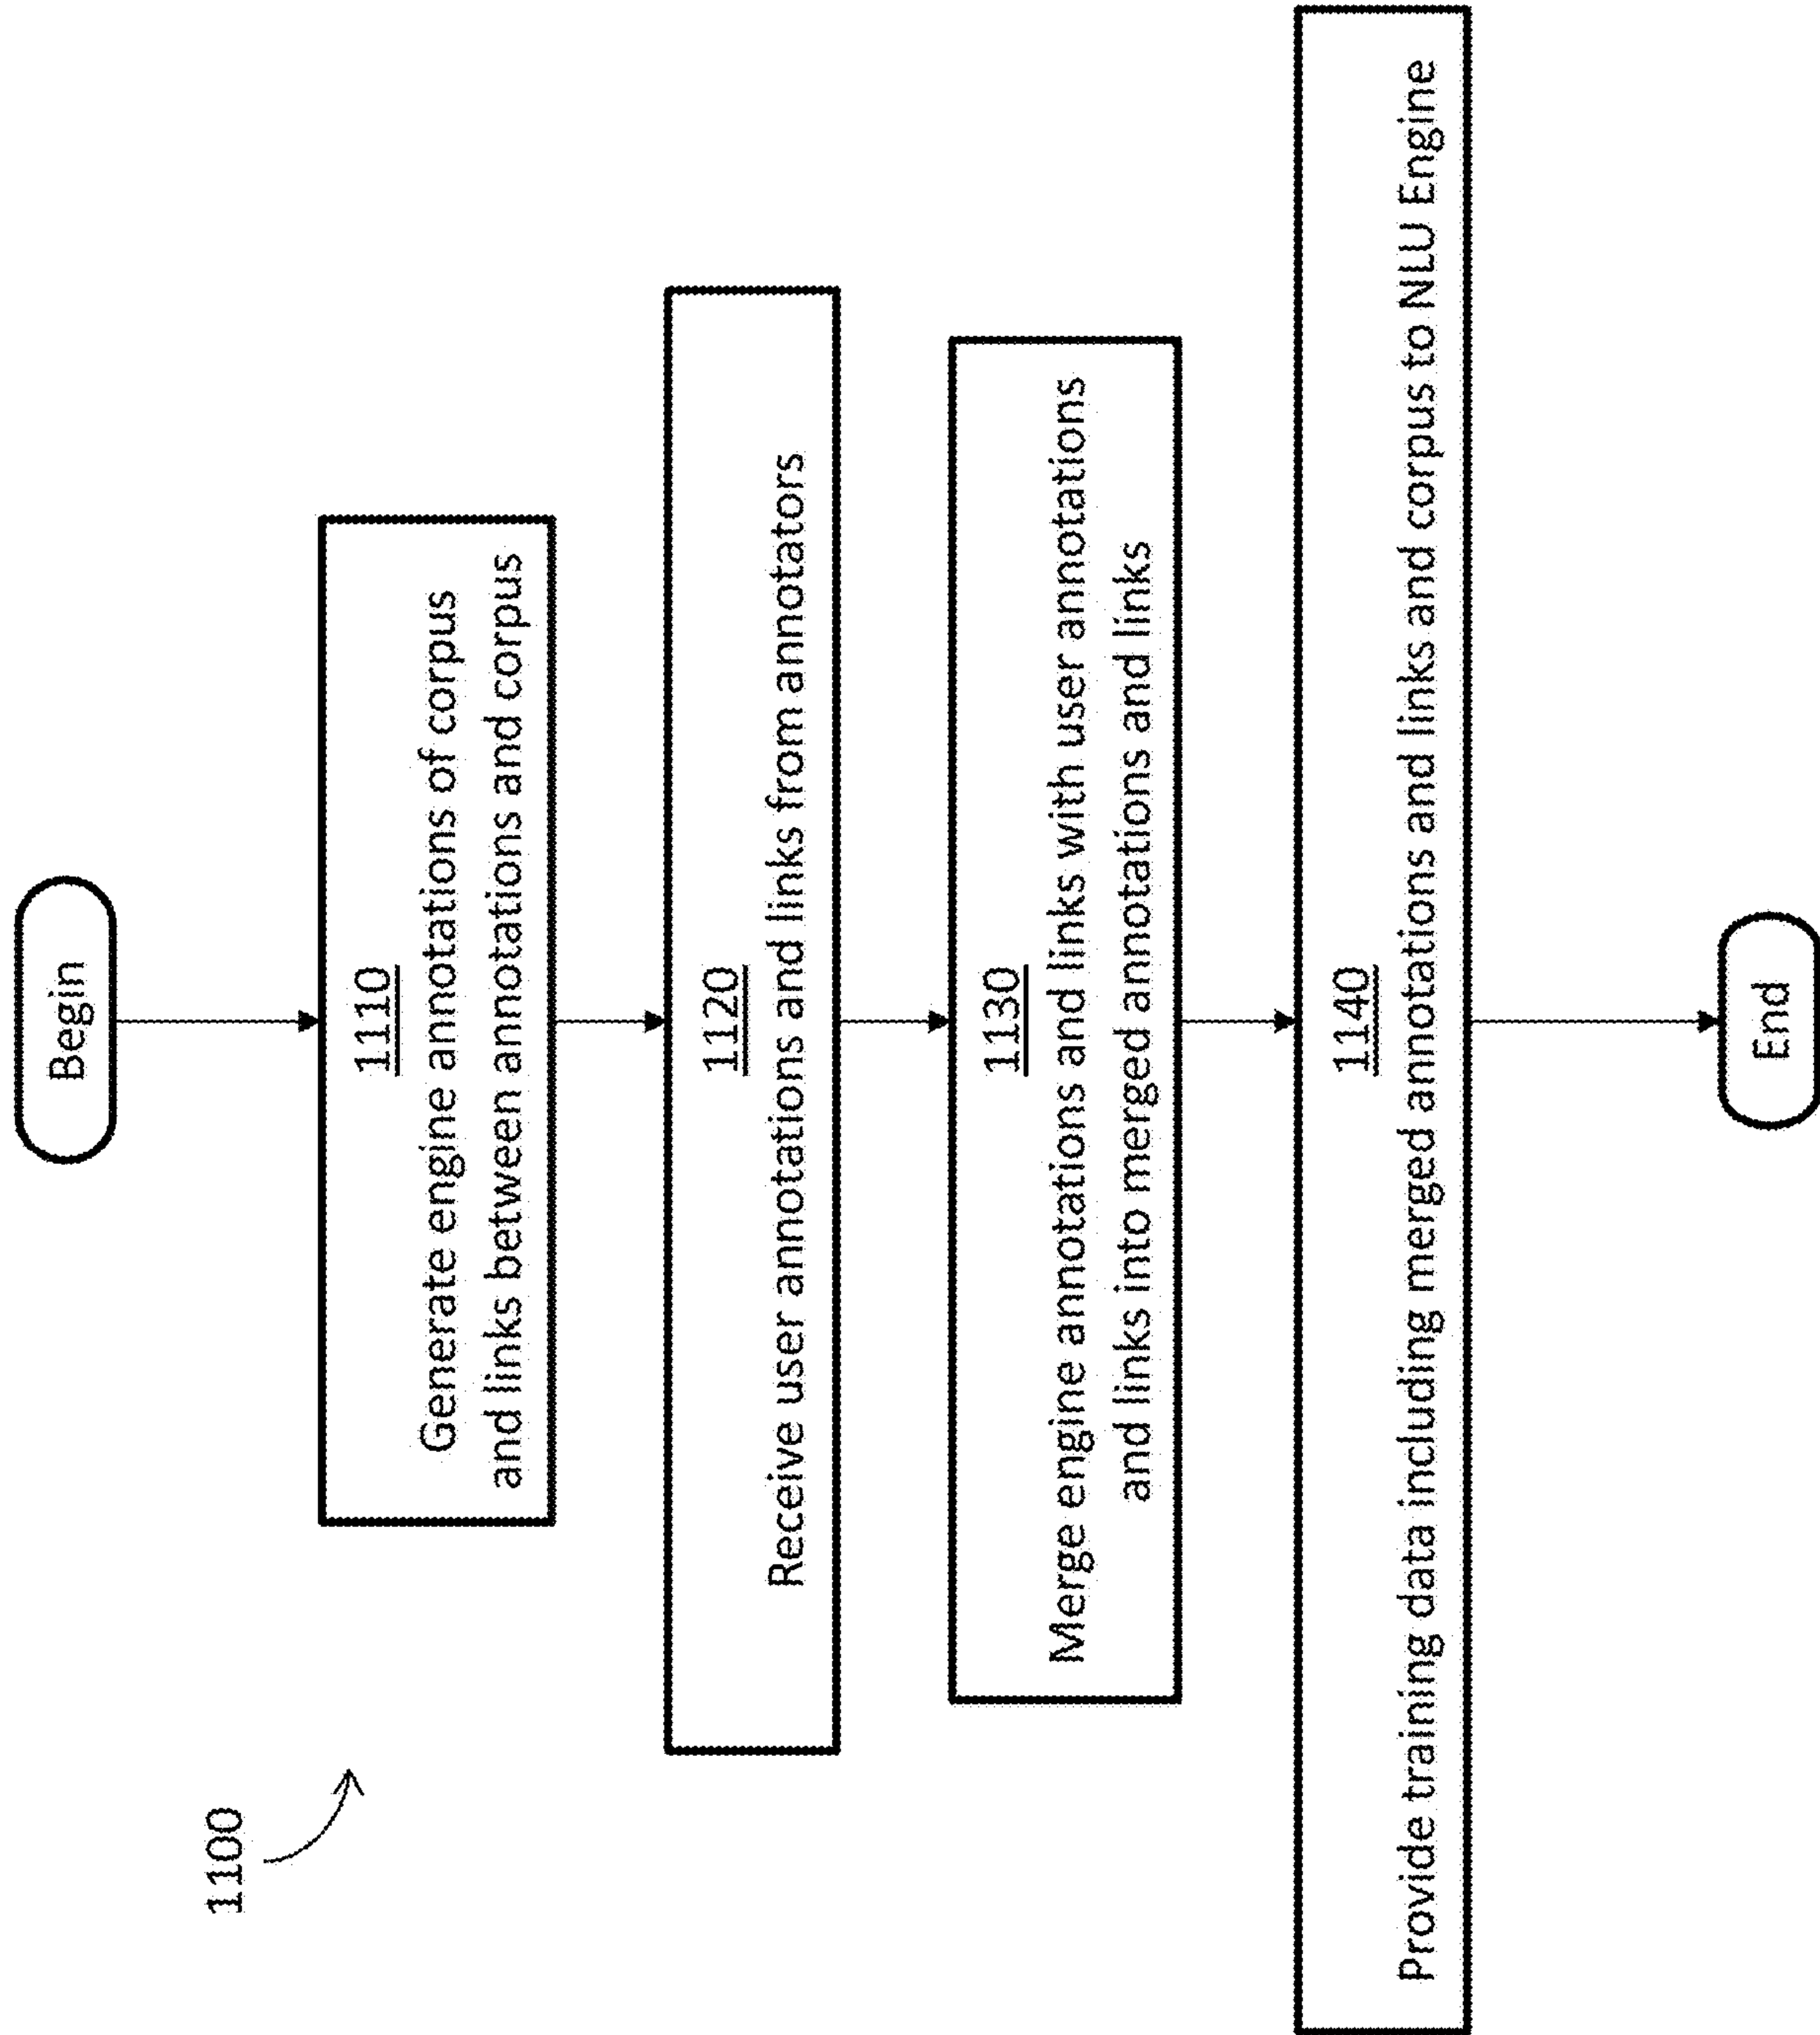 1100
Begin
1110
Generate engine annotations of corpus
and links between annotations and corpus
1120
Receive user annotations and links from annotators
1130
Merge engine annotations and links with user annotations
and links into merged annotations and links
1140
Provide training data including merged annotations and links and corpus to NLU Engine
End